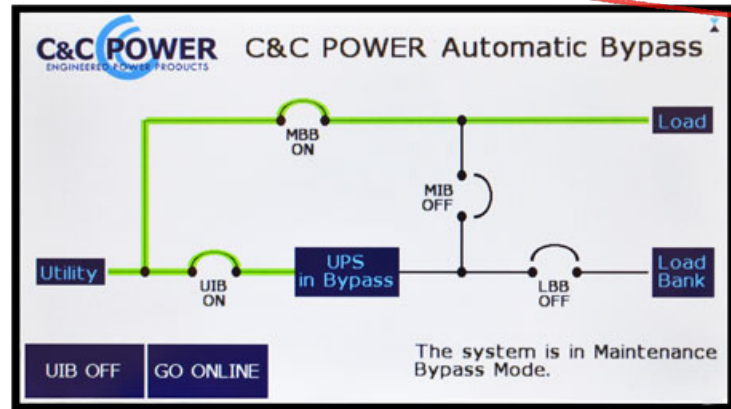 C&C POWER
ENGINEERED POWER PRODUCTS
C&C POWER Automatic Bypass
MBB
ON
Load
MIB
OFF
Utility
UIB
ON
UPS
in Bypass
LBB
OFF
Load
Bank
UIB OFF
GO ONLINE
The system is in Maintenance
Bypass Mode.